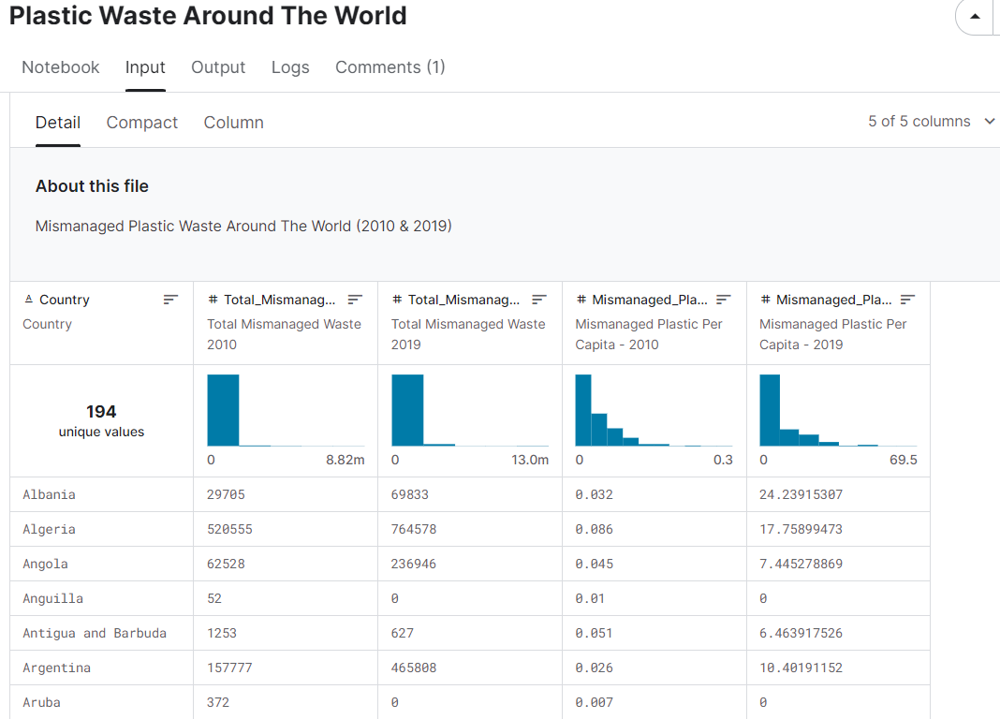 Plastic Waste Around The World
Notebook Input Output Logs Comments (1)
Detail Compact Column 5 of 5 columns
About this file
Mismanaged Plastic Waste Around The World (2010 & 2019)
A Country # Total_Mismanag... # Total_Mismanag... # Mismanaged_Pla... # Mismanaged_Pla...
Country Total Mismanaged Waste 2010 Total Mismanaged Waste 2019 Mismanaged Plastic Per Capita - 2010 Mismanaged Plastic Per Capita - 2019
194
unique values
0 8.82m 0 13.0m 0 0.3 0 69.5
Albania 29705 69833 0.032 24.23915307
Algeria 520555 764578 0.086 17.75899473
Angola 62528 236946 0.045 7.445278869
Anguilla 52 0 0.01 0
Antigua and Barbuda 1253 627 0.051 6.463917526
Argentina 157777 465808 0.026 10.40191152
Aruba 372 0 0.007 0